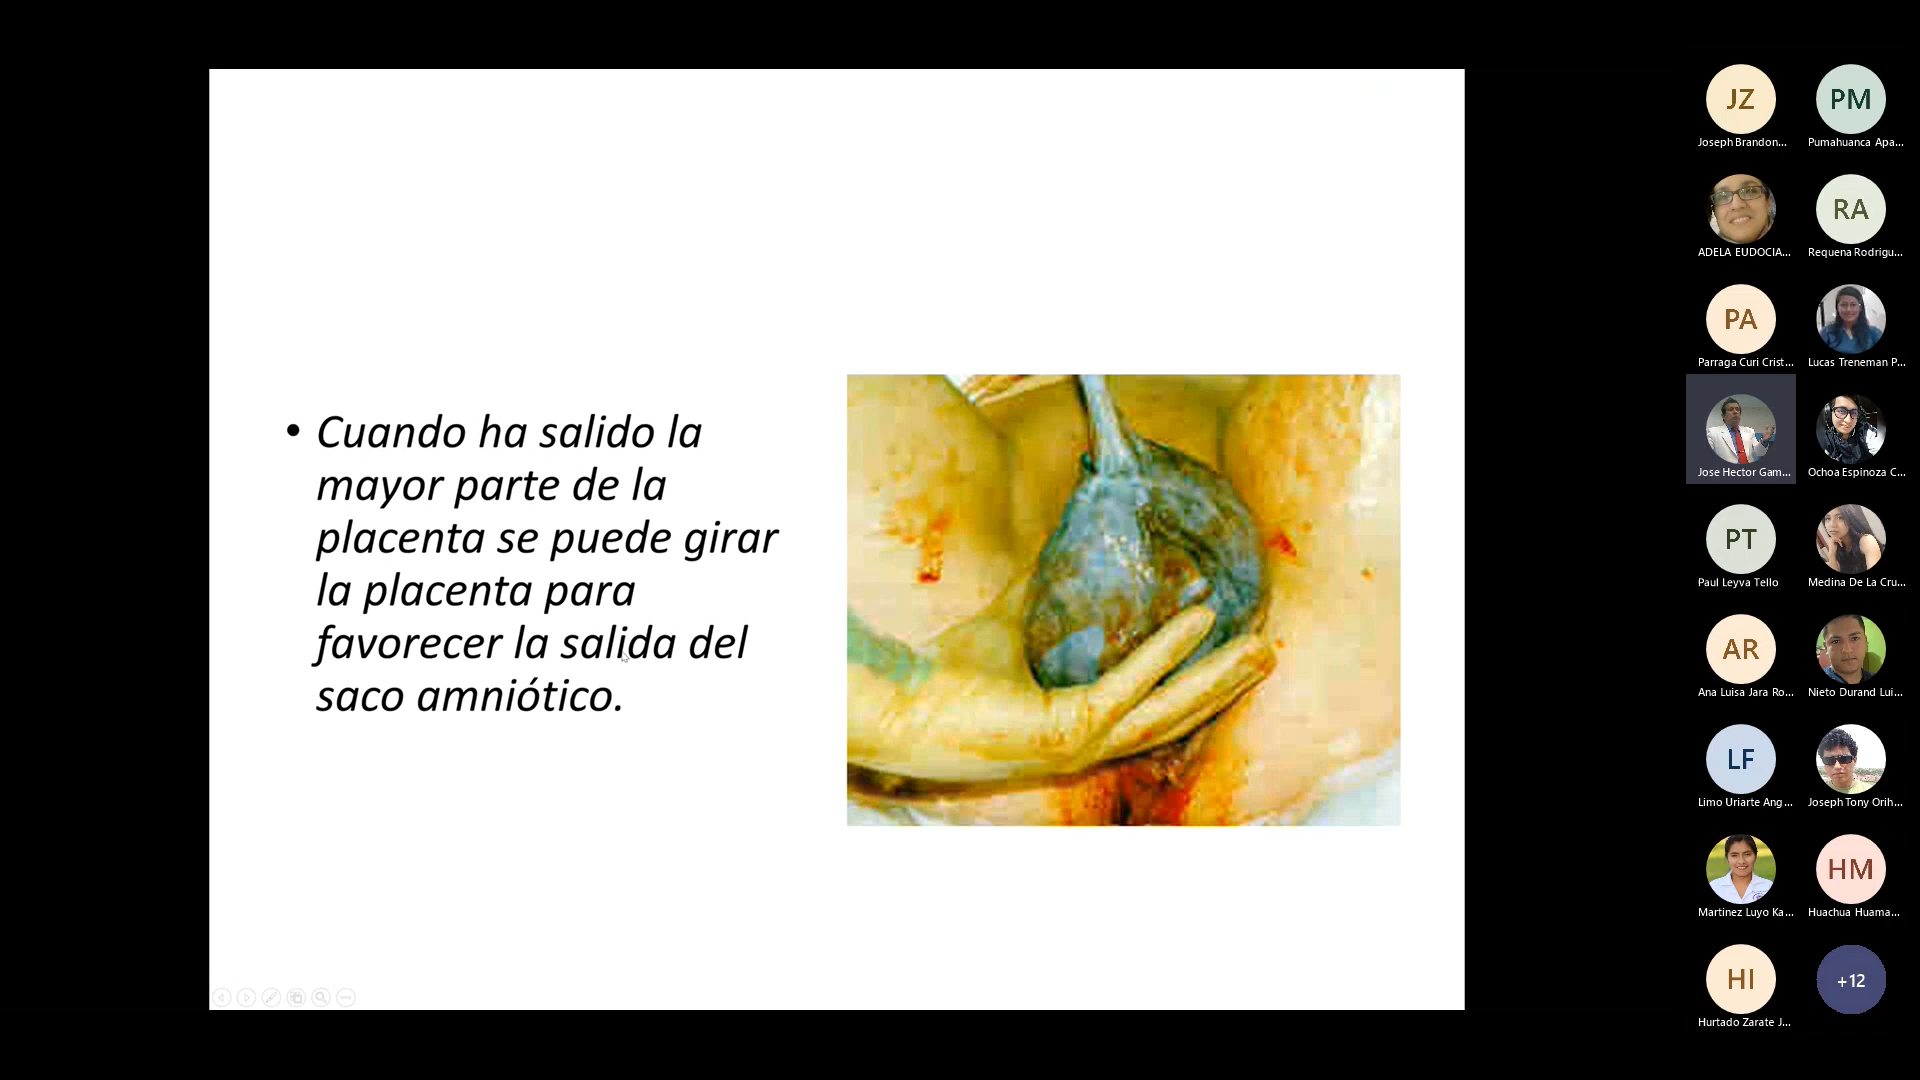 • Cuando ha salido la
mayor parte de la
placenta se puede girar
la placenta para
favorecer la salida del
saco amniótico.
JZ
PM
Joseph Brandon...
Pumahuanca Apa...
RA
ADELA EUDOCIA...
Requena Rodrigu...
PA
Parraga Curi Crist...
Lucas Treneman P...
Jose Hector Gam...
Ochoa Espinoza C...
PT
Paul Leyva Tello
Medina De La Cru...
AR
Ana Luisa Jara Ro...
Nieto Durand Lui...
LF
Limo Uriarte Ang...
Joseph Tony Orih...
HM
Martinez Luyo Ka...
Huachua Huama...
HI
+12
Hurtado Zarate J...